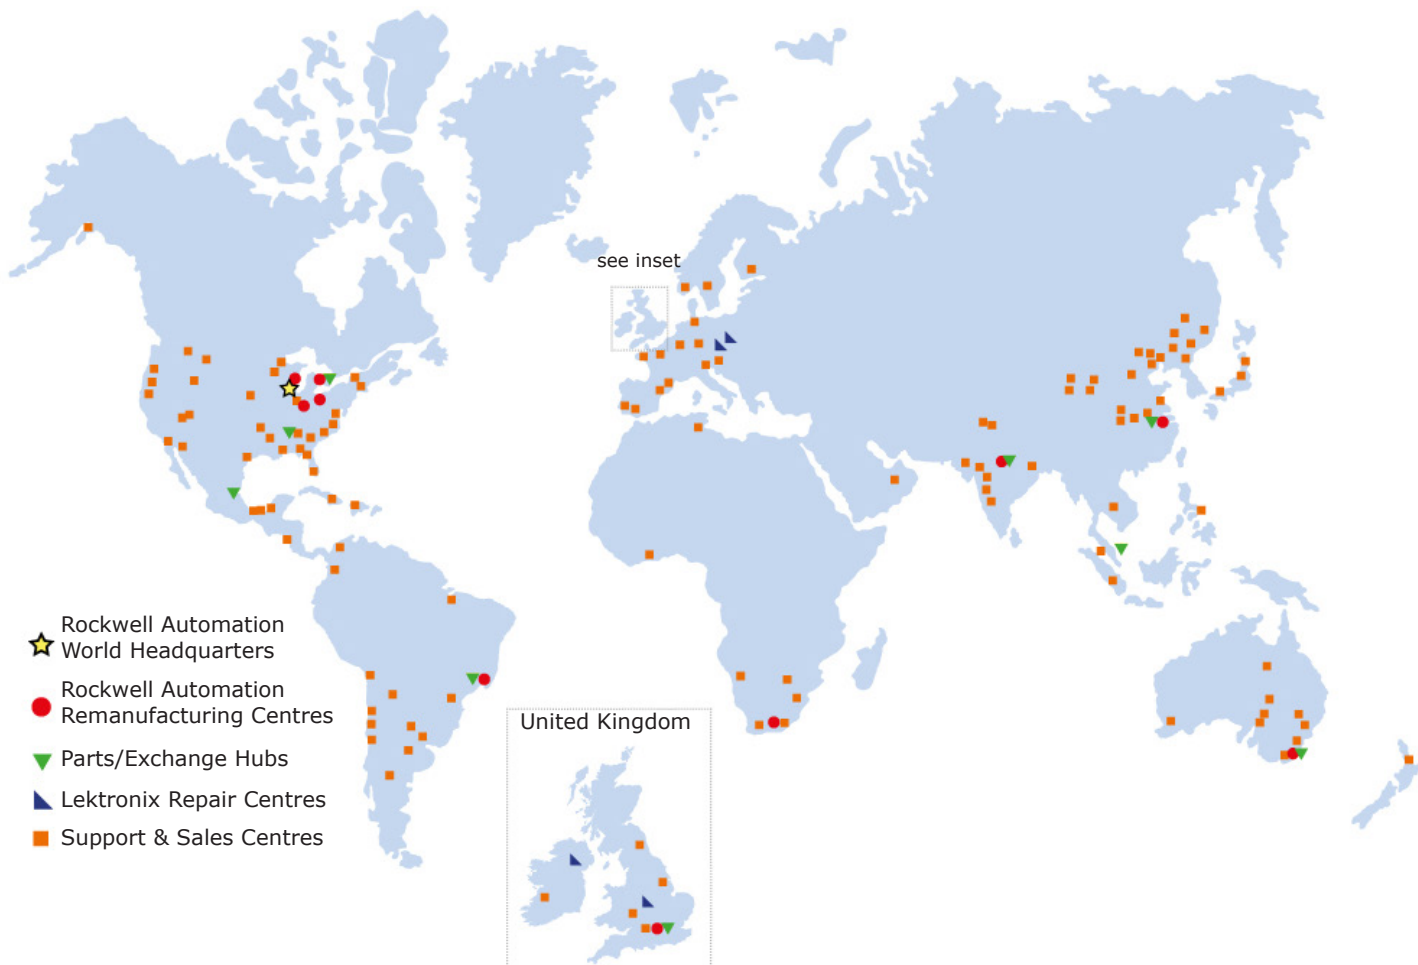 see inset
Rockwell Automation
World Headquarters
Rockwell Automation
Remanufacturing Centres
Parts/Exchange Hubs
Lektronix Repair Centres
Support & Sales Centres
United Kingdom